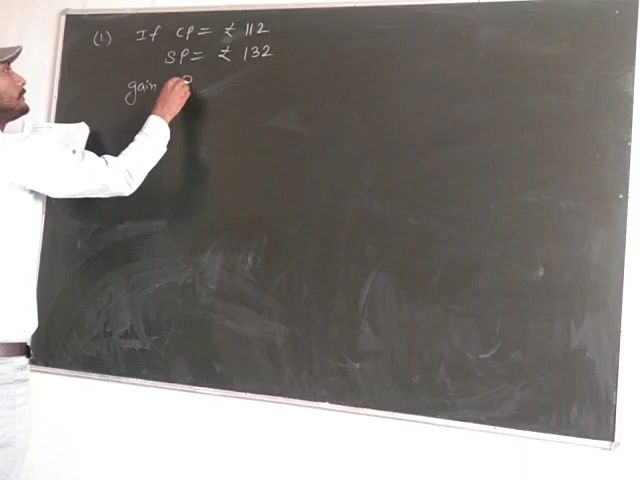 (1) If CP = ₹ 112
SP = ₹ 132
gain